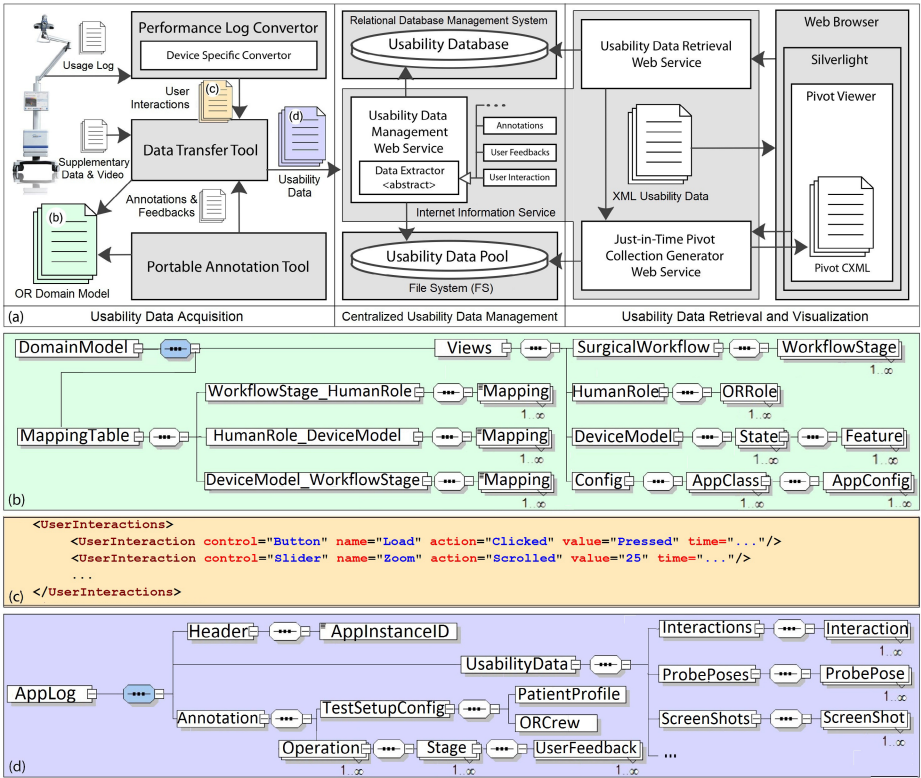 Performance Log Convertor
Device Specific Convertor
Usage Log
User
Interactions
(c)
(d)
Data Transfer Tool
Supplementary
Data & Video
Usability
Data
Annotations
& Feedbacks
(b)
OR Domain Model
Portable Annotation Tool
Relational Database Management System
Usability Database
Usability Data
Management
Web Service
Data Extractor
<abstract>
Annotations
User Feedbacks
User Interaction
Internet Information Service
Usability Data Pool
File System (FS)
Usability Data Retrieval
Web Service
XML Usability Data
Just-in-Time Pivot
Collection Generator
Web Service
Web Browser
Silverlight
Pivot Viewer
Pivot CXML
(a)
Usability Data Acquisition
Centralized Usability Data Management
Usability Data Retrieval and Visualization
DomainModel
Views
SurgicalWorkflow
WorkflowStage
1..∞
WorkflowStage_HumanRole
Mapping
1..∞
HumanRole
ORRole
1..∞
MappingTable
HumanRole_DeviceModel
Mapping
1..∞
DeviceModel
State
1..∞
Feature
1..∞
DeviceModel_WorkflowStage
Mapping
1..∞
Config
AppClass
1..∞
AppConfig
1..∞
(b)
<UserInteractions>
<UserInteraction control="Button" name="Load" action="Clicked" value="Pressed" time="..."/>
<UserInteraction control="Slider" name="Zoom" action="Scrolled" value="25" time="..."/>
...
</UserInteractions>
(c)
Header
AppInstanceID
Interactions
Interaction
1..∞
UsabilityData
AppLog
ProbePoses
ProbePose
1..∞
Annotation
TestSetupConfig
PatientProfile
ORCrew
ScreenShots
ScreenShot
1..∞
Operation
1..∞
Stage
1..∞
UserFeedback
1..∞
...
(d)